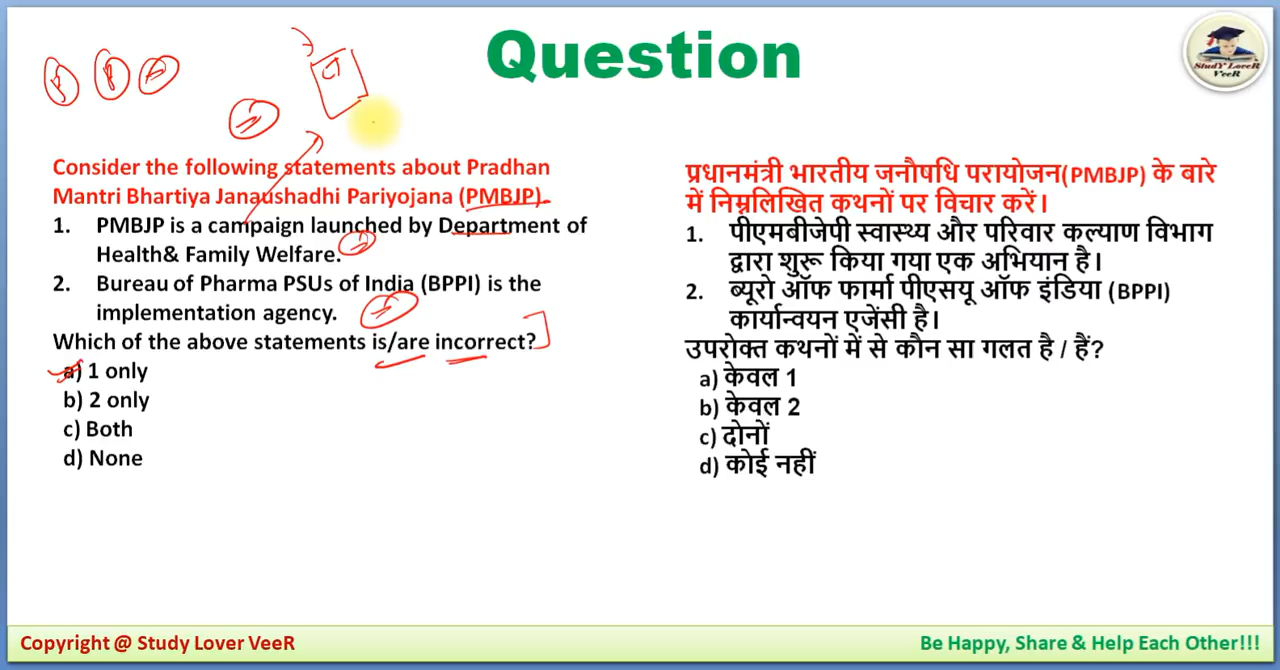 Question
StudY LoveR
VeeR
Consider the following statements about Pradhan
Mantri Bhartiya Janaushadhi Pariyojana (PMBJP).
1. PMBJP is a campaign launched by Department of
Health& Family Welfare.
2. Bureau of Pharma PSUs of India (BPPI) is the
implementation agency.
Which of the above statements is/are incorrect?
a) 1 only
b) 2 only
c) Both
d) None
प्रधानमंत्री भारतीय जनौषधि परायोजन(PMBJP) के बारे
में निम्नलिखित कथनों पर विचार करें।
1. पीएमबीजेपी स्वास्थ्य और परिवार कल्याण विभाग
द्वारा शुरू किया गया एक अभियान है।
2. ब्यूरो ऑफ फार्मा पीएसयू ऑफ इंडिया (BPPI)
कार्यान्वयन एजेंसी है।
उपरोक्त कथनों में से कौन सा गलत है / हैं?
a) केवल 1
b) केवल 2
c) दोनों
d) कोई नहीं
Copyright @ Study Lover VeeR
Be Happy, Share & Help Each Other!!!